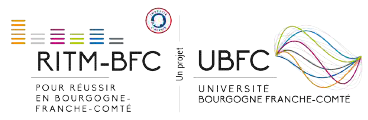 RITM-BFC
POUR RÉUSSIR
EN BOURGOGNE-
FRANCHE-COMTÉ
Un projet
UBFC
UNIVERSITÉ
BOURGOGNE FRANCHE-COMTÉ